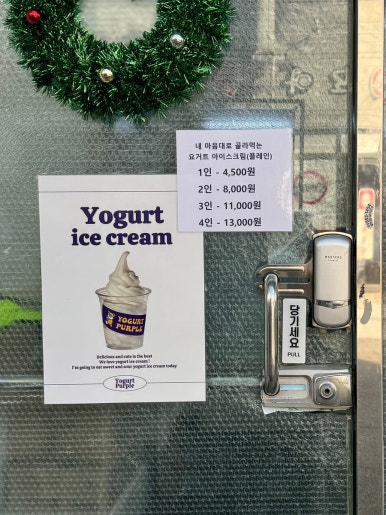 내 마음대로 골라먹는
요거트 아이스크림(플레인)
1인 - 4,500원
2인 - 8,000원
3인 - 11,000원
4인 - 13,000원
Yogurt
ice cream
YOGURT
PURPLE
Delicious and cute is the best
We love yogurt ice cream !
I'm going to eat sweet and sour yogurt ice cream today
Yogurt
Purple
당기세요
PULL